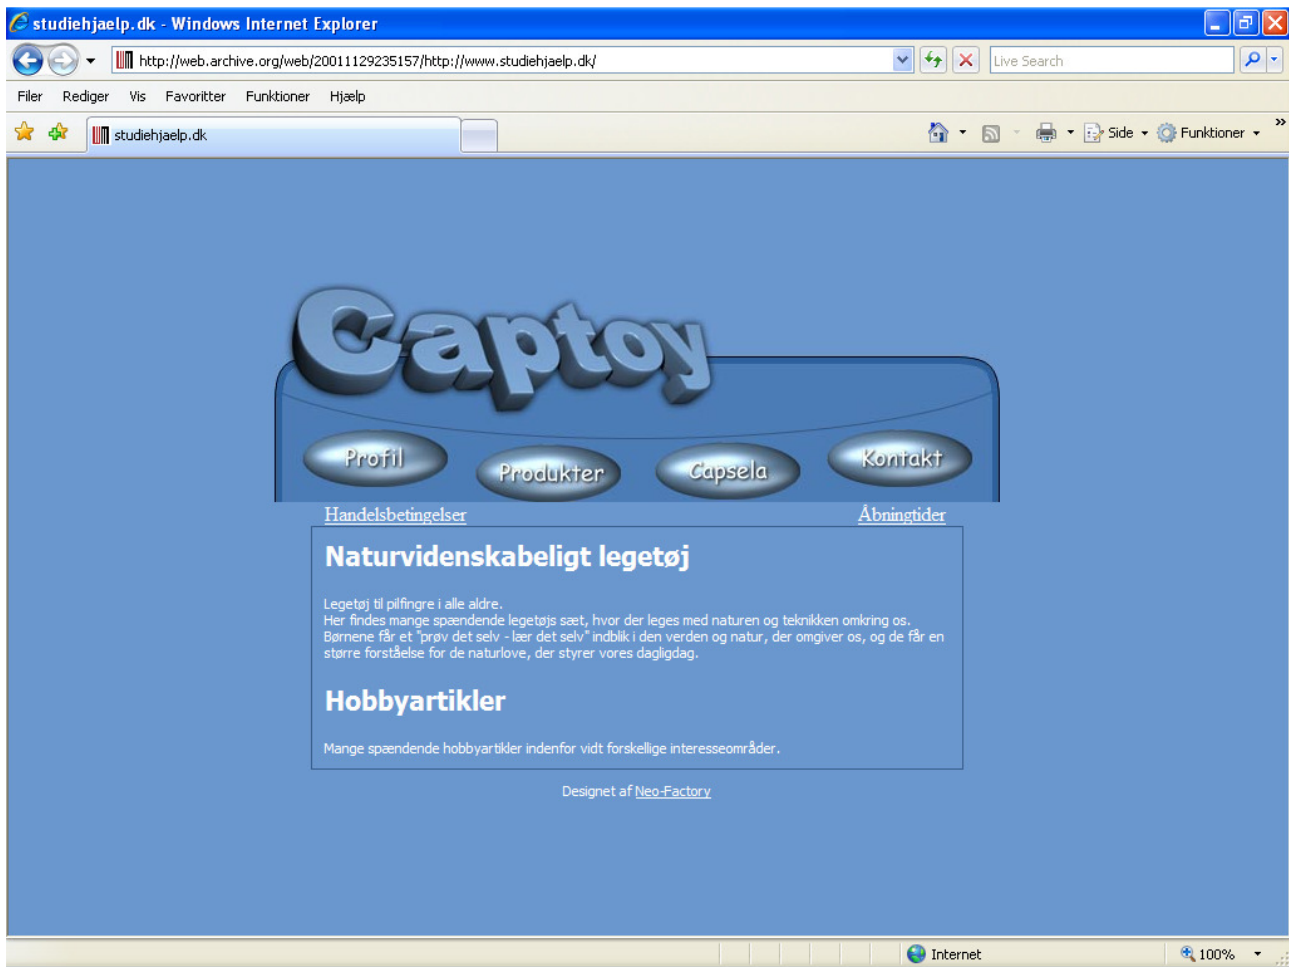 studiehjaelp.dk - Windows Internet Explorer
http://web.archive.org/web/20011129235157/http://www.studiehjaelp.dk/
Live Search
Filer Rediger Vis Favoritter Funktioner Hjælp
studiehjaelp.dk
Side Funktioner »
Captoy
Profil Produkter Capsela Kontakt
Handelsbetingelser Åbningtider
Naturvidenskabeligt legetøj
Legetøj til pilfingre i alle aldre.
Her findes mange spændende legetøjs sæt, hvor der leges med naturen og teknikken omkring os.
Børnene får et "prøv det selv - lær det selv" indblik i den verden og natur, der omgiver os, og de får en
større forståelse for de naturlove, der styrer vores dagligdag.
Hobbyartikler
Mange spændende hobbyartikler indenfor vidt forskellige interesseområder.
Designet af Neo-Factory
Internet 100%